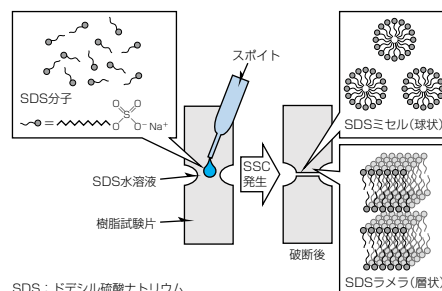 SDS分子
O
O
S
O
O⁻ Na⁺
スポイト
SDS水溶液
樹脂試験片
SSC
発生
破断後
SDSミセル(球状)
SDSラメラ(層状)
SDS：ドデシル硫酸ナトリウム